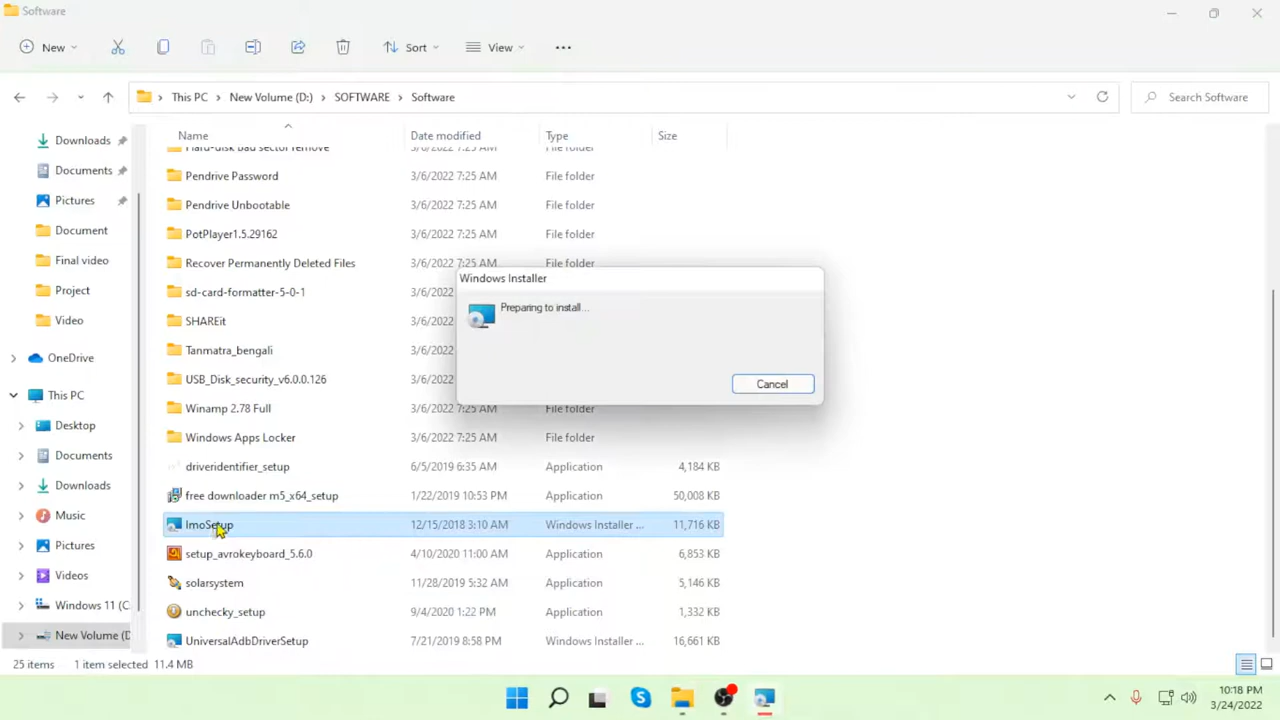 Software
New
Sort
View
This PC > New Volume (D:) > SOFTWARE > Software
Search Software
Name
Date modified
Type
Size
Downloads
Documents
Pictures
Document
Final video
Project
Video
OneDrive
This PC
Desktop
Documents
Downloads
Music
Pictures
Videos
Windows 11 (C
New Volume (D
Hard-disk bad sector remove 3/6/2022 7:25 AM File folder
Pendrive Password 3/6/2022 7:25 AM File folder
Pendrive Unbootable 3/6/2022 7:25 AM File folder
PotPlayer1.5.29162 3/6/2022 7:25 AM File folder
Recover Permanently Deleted Files 3/6/2022 7:25 AM File folder
sd-card-formatter-5-0-1 3/6/2022
SHAREit 3/6/2022
Tanmatra_bengali 3/6/2022
USB_Disk_security_v6.0.0.126 3/6/2022
Winamp 2.78 Full 3/6/2022 7:25 AM File folder
Windows Apps Locker 3/6/2022 7:25 AM File folder
driveridentifier_setup 6/5/2019 6:35 AM Application 4,184 KB
free downloader m5_x64_setup 1/22/2019 10:53 PM Application 50,008 KB
ImoSetup 12/15/2018 3:10 AM Windows Installer ... 11,716 KB
setup_avrokeyboard_5.6.0 4/10/2020 11:00 AM Application 6,853 KB
solarsystem 11/28/2019 5:32 AM Application 5,146 KB
unchecky_setup 9/4/2020 1:22 PM Application 1,332 KB
UniversalAdbDriverSetup 7/21/2019 8:58 PM Windows Installer ... 16,661 KB
Windows Installer
Preparing to install...
Cancel
25 items 1 item selected 11.4 MB
10:18 PM
3/24/2022